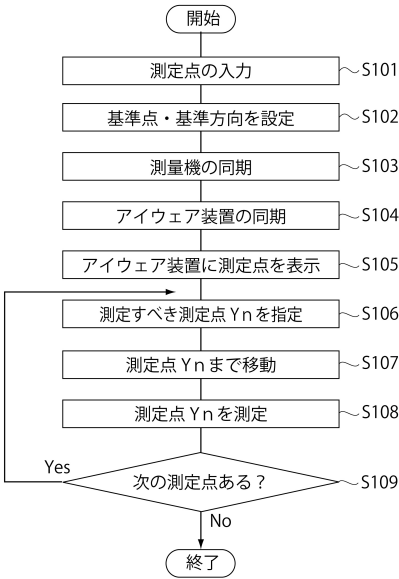 開始
測定点の入力 S101
基準点・基準方向を設定 S102
測量機の同期 S103
アイウェア装置の同期 S104
アイウェア装置に測定点を表示 S105
測定すべき測定点Ynを指定 S106
測定点Ynまで移動 S107
測定点Ynを測定 S108
Yes
次の測定点ある？ S109
No
終了